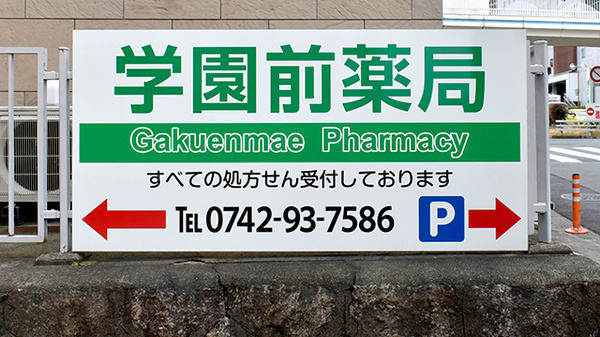 学園前薬局
Gakuenmae Pharmacy
すべての処方せん受付しております
TEL 0742-93-7586 P